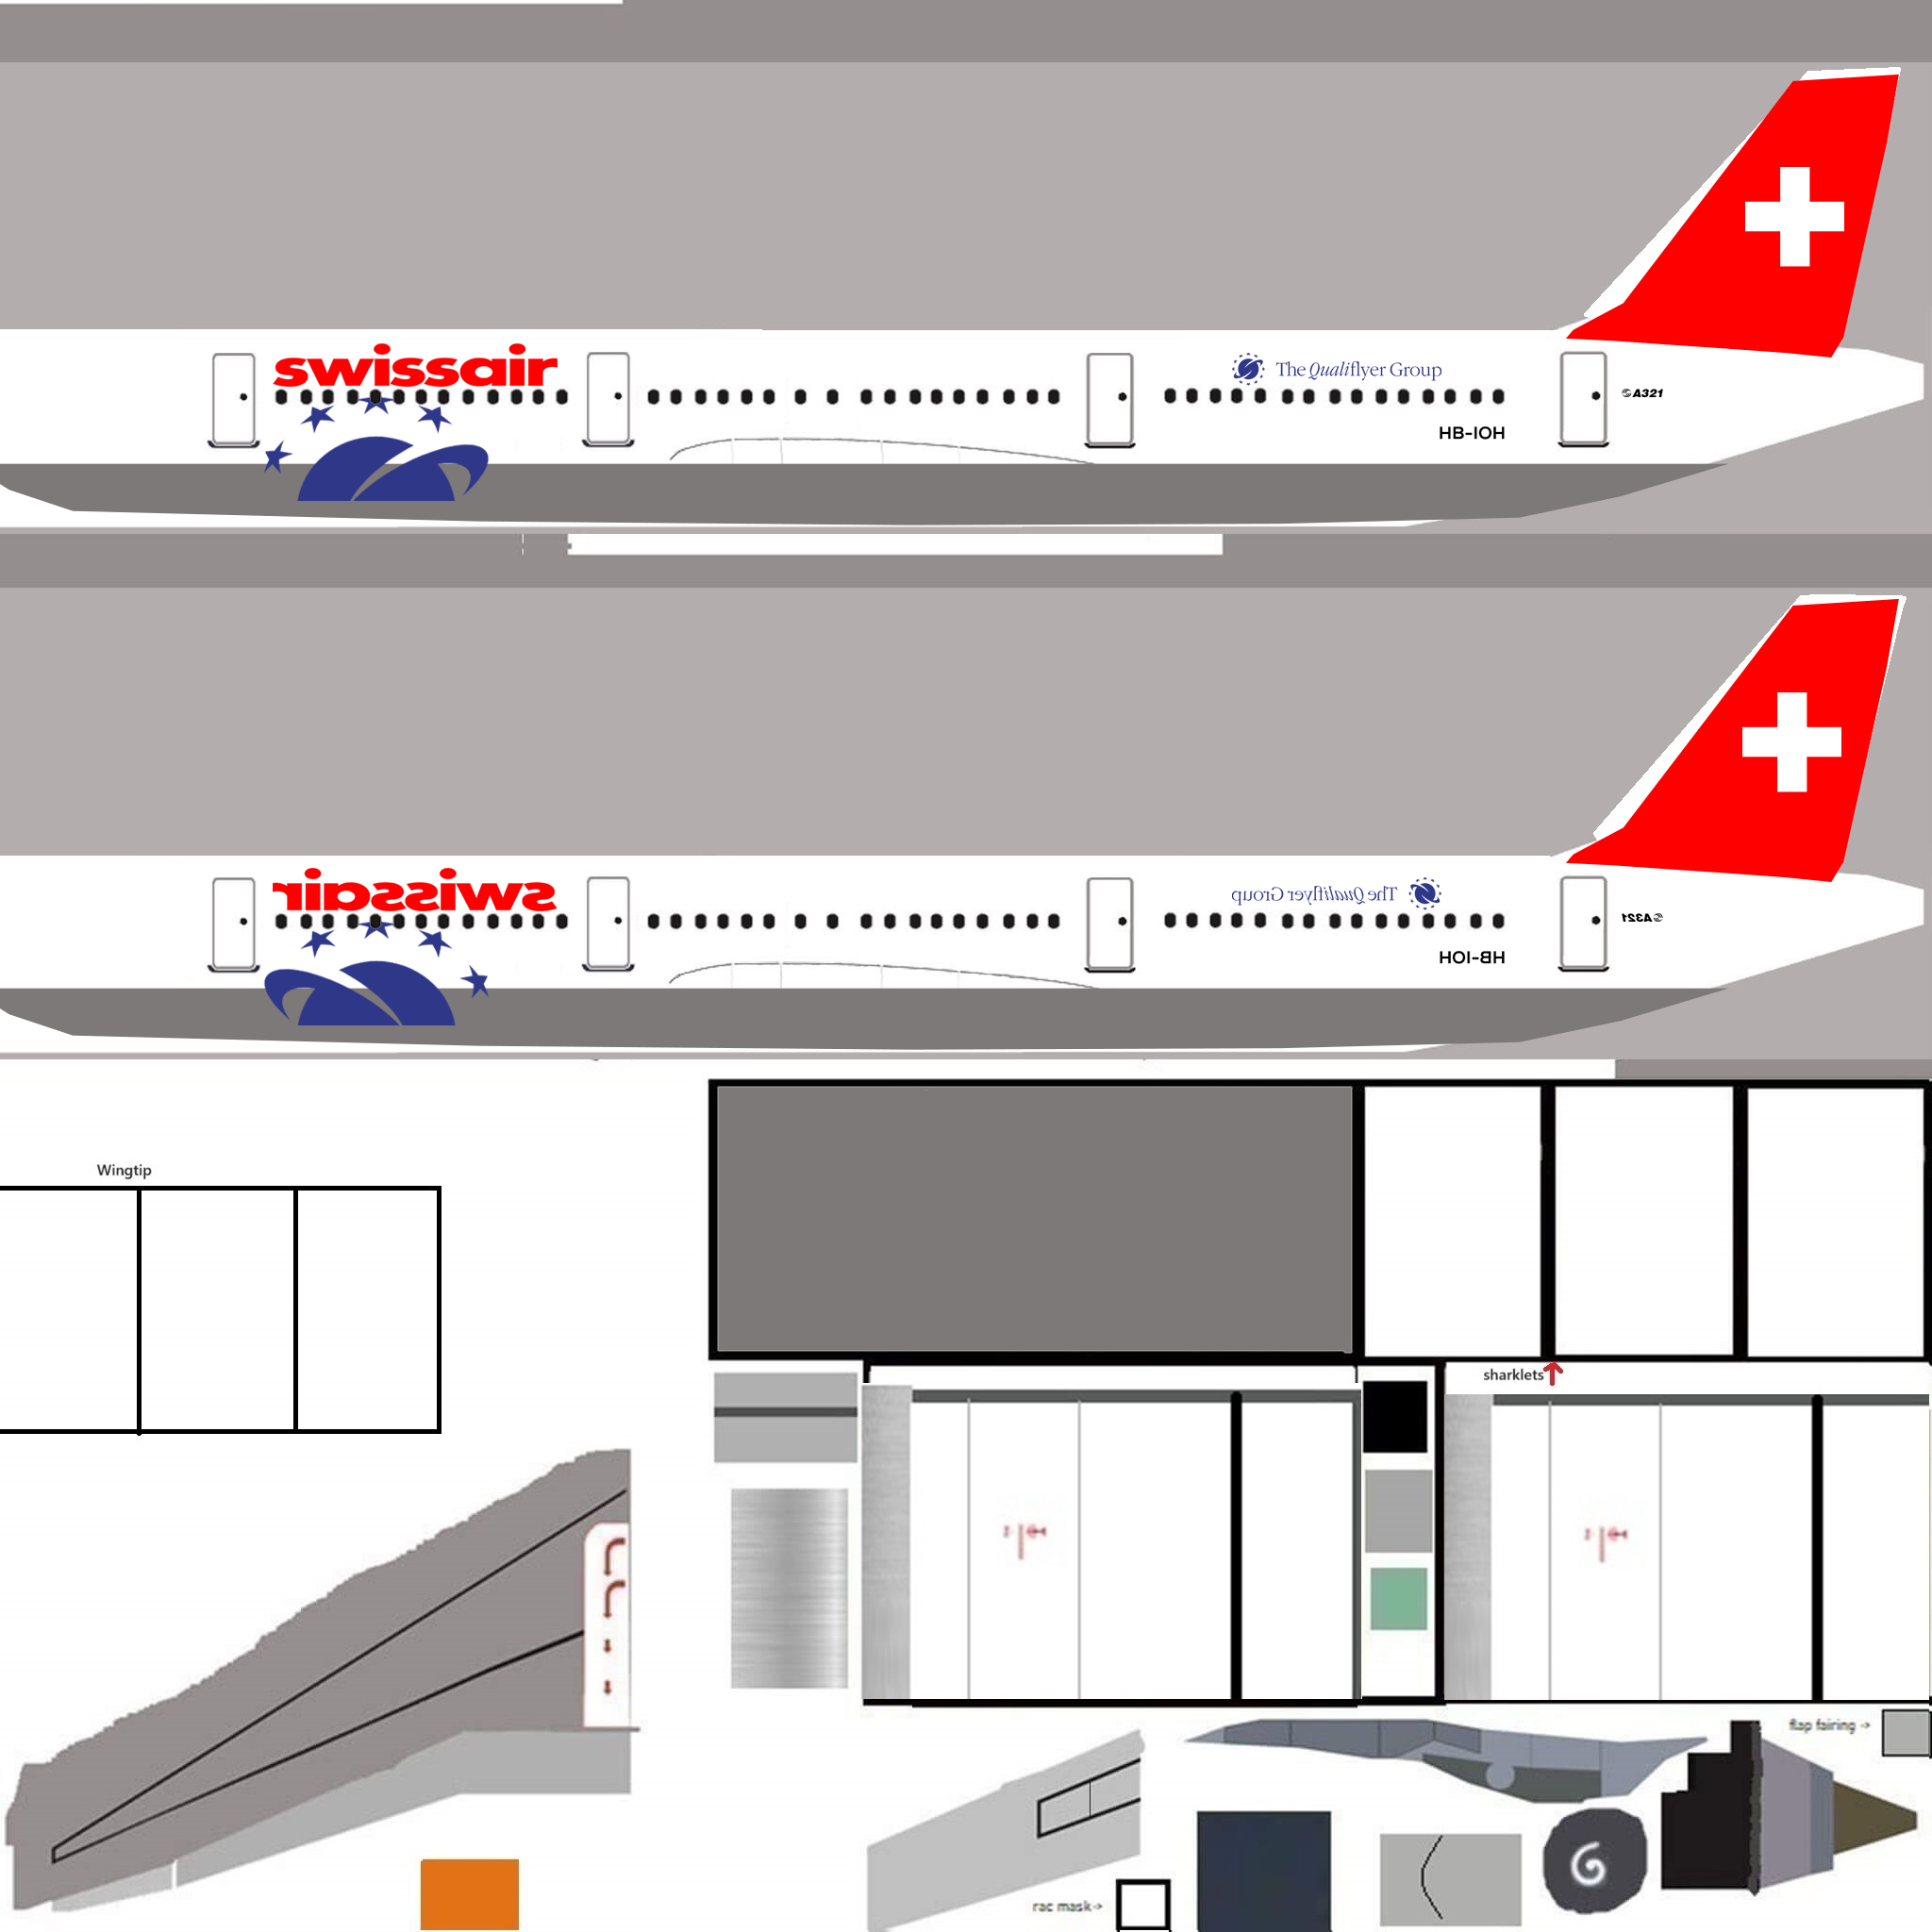 swissair
The Qualiflyer Group
A321
HB-IOH
swissair
The Qualiflyer Group
A321
HB-IOH
Wingtip
sharklets
flap fairing ->
rac mask->